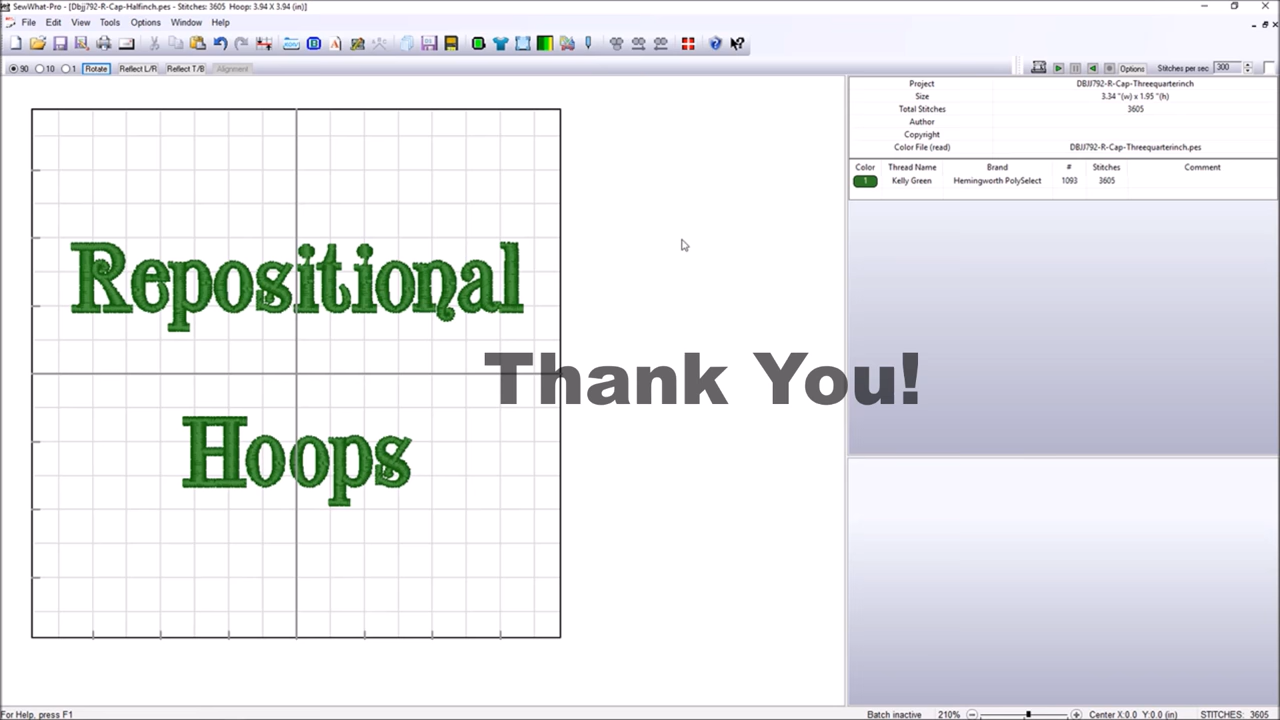 SewWhat-Pro - [Dbjj792-R-Cap-Halfinch.pes - Stitches: 3605 Hoop: 3.94 X 3.94 (in)]
File Edit View Tools Options Window Help
90 10 1 Rotate Reflect L/R Reflect T/B Alignment Options Stitches per sec 300
Project DBJJ792-R-Cap-Threequarterinch
Size 3.34 "(w) x 1.95 "(h)
Total Stitches 3605
Author
Copyright
Color File (read) DBJJ792-R-Cap-Threequarterinch.pes
Color Thread Name Brand # Stitches Comment
1 Kelly Green Hemingworth PolySelect 1093 3605
Repositional
Thank You!
Hoops
For Help, press F1 Batch inactive 210% Center X:0.0 Y:0.0 (in) STITCHES: 3605